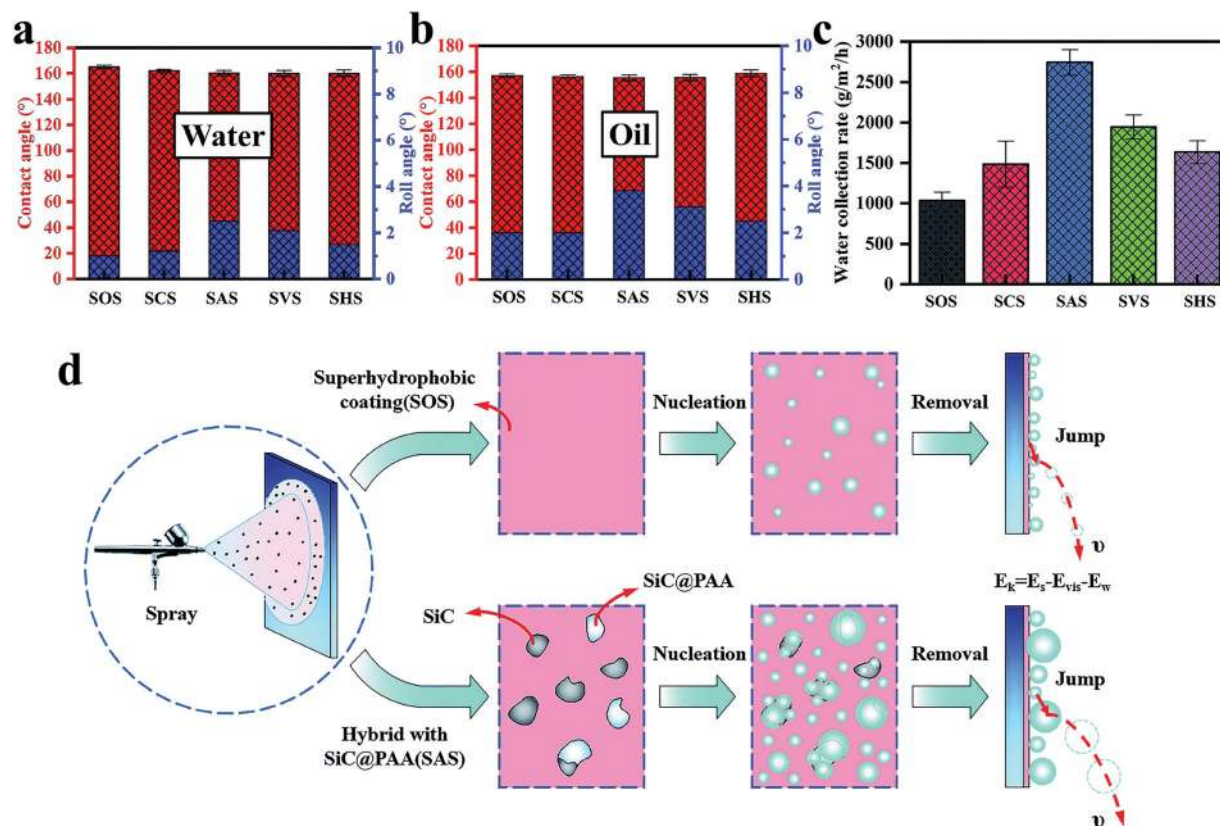 a
180
160
140
120
100
80
60
40
20
0
Contact angle (°)
Water
10
8
6
4
2
0
Roll angle (°)
SOS SCS SAS SVS SHS
b
180
160
140
120
100
80
60
40
20
0
Contact angle (°)
Oil
10
8
6
4
2
0
Roll angle (°)
SOS SCS SAS SVS SHS
c
3000
2500
2000
1500
1000
500
0
Water collection rate (g/m²/h)
SOS SCS SAS SVS SHS
d
Spray
Superhydrophobic
coating(SOS)
Nucleation
Removal
Jump
υ
E_k=E_s-E_vis-E_w
Hybrid with
SiC@PAA(SAS)
SiC
SiC@PAA
Nucleation
Removal
Jump
υ